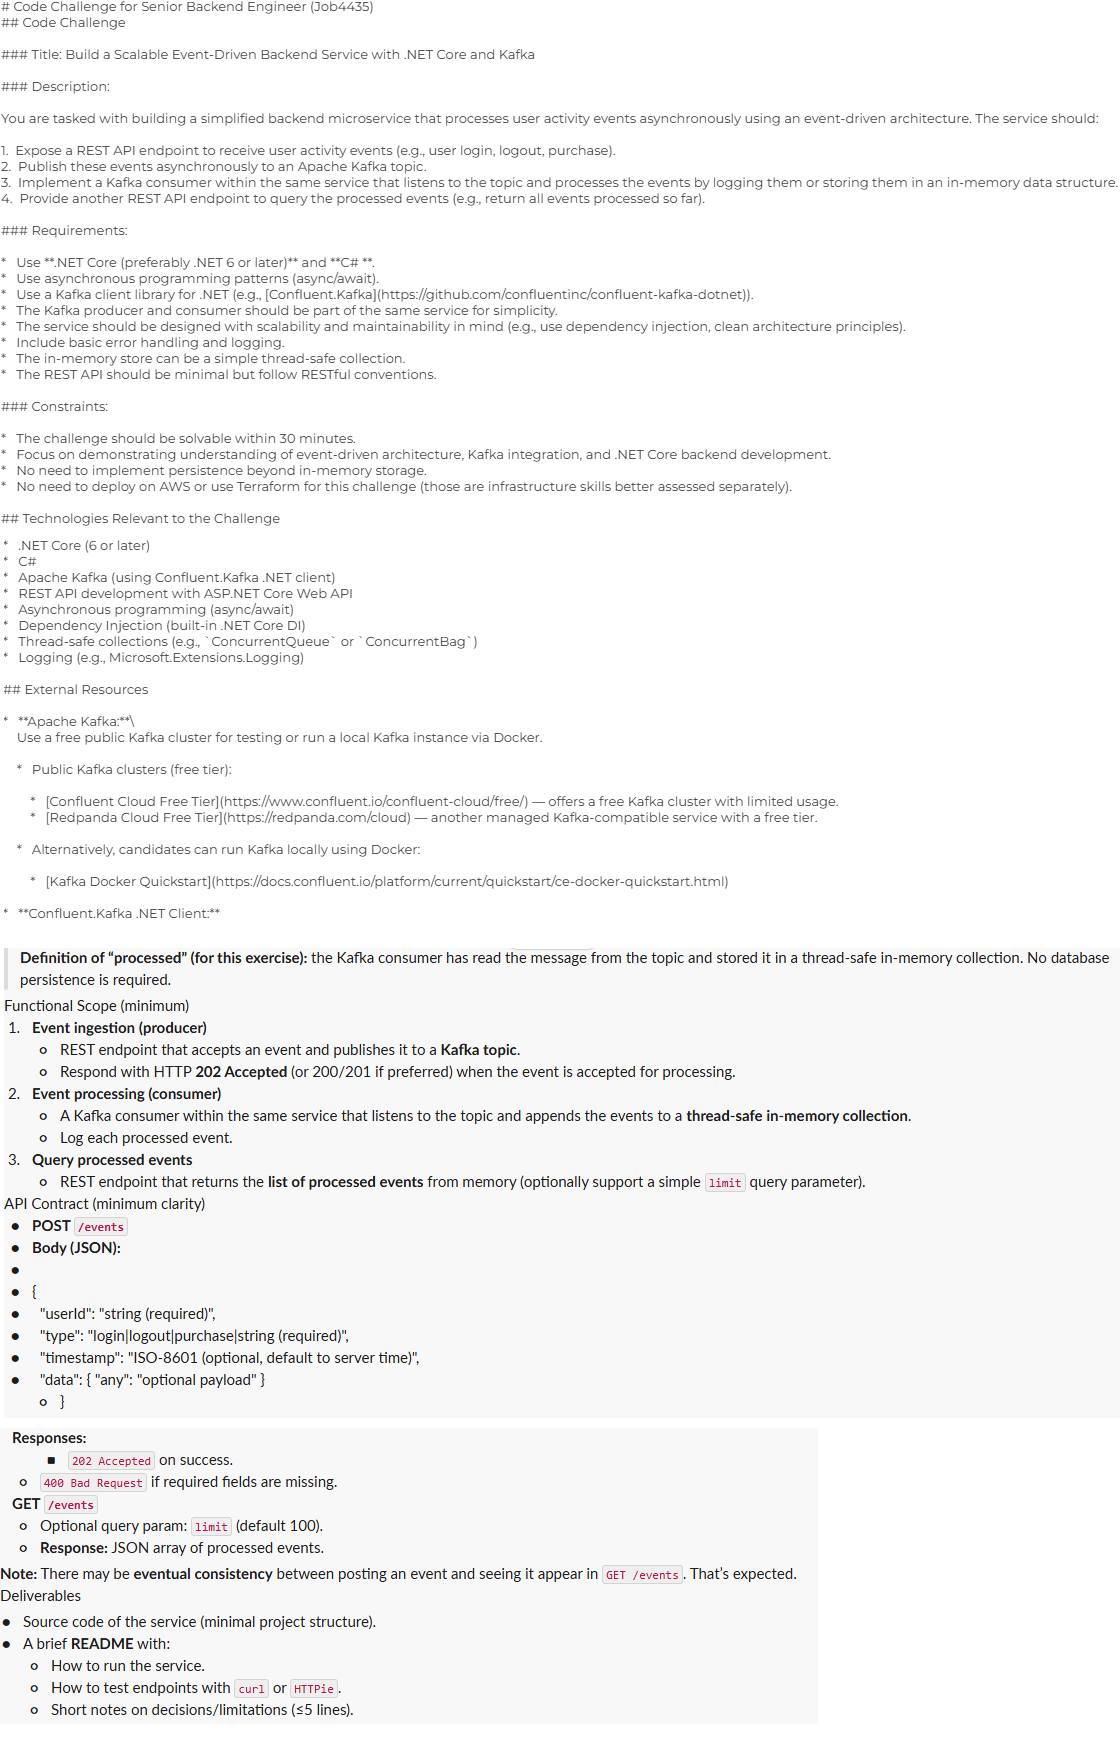 # Code Challenge for Senior Backend Engineer (Job4435)
## Code Challenge
### Title: Build a Scalable Event-Driven Backend Service with .NET Core and Kafka
### Description:
You are tasked with building a simplified backend microservice that processes user activity events asynchronously using an event-driven architecture. The service should:
1. Expose a REST API endpoint to receive user activity events (e.g., user login, logout, purchase).
2. Publish these events asynchronously to an Apache Kafka topic.
3. Implement a Kafka consumer within the same service that listens to the topic and processes the events by logging them or storing them in an in-memory data structure.
4. Provide another REST API endpoint to query the processed events (e.g., return all events processed so far).
### Requirements:
* Use **.NET Core (preferably .NET 6 or later)** and **C# **.
* Use asynchronous programming patterns (async/await).
* Use a Kafka client library for .NET (e.g., [Confluent.Kafka](https://github.com/confluentinc/confluent-kafka-dotnet)).
* The Kafka producer and consumer should be part of the same service for simplicity.
* The service should be designed with scalability and maintainability in mind (e.g., use dependency injection, clean architecture principles).
* Include basic error handling and logging.
* The in-memory store can be a simple thread-safe collection.
* The REST API should be minimal but follow RESTful conventions.
### Constraints:
* The challenge should be solvable within 30 minutes.
* Focus on demonstrating understanding of event-driven architecture, Kafka integration, and .NET Core backend development.
* No need to implement persistence beyond in-memory storage.
* No need to deploy on AWS or use Terraform for this challenge (those are infrastructure skills better assessed separately).
## Technologies Relevant to the Challenge
* .NET Core (6 or later)
* C#
* Apache Kafka (using Confluent.Kafka .NET client)
* REST API development with ASP.NET Core Web API
* Asynchronous programming (async/await)
* Dependency Injection (built-in .NET Core DI)
* Thread-safe collections (e.g., `ConcurrentQueue` or `ConcurrentBag`)
* Logging (e.g., Microsoft.Extensions.Logging)
## External Resources
* **Apache Kafka:**\
Use a free public Kafka cluster for testing or run a local Kafka instance via Docker.
* Public Kafka clusters (free tier):
* [Confluent Cloud Free Tier](https://www.confluent.io/confluent-cloud/free/) — offers a free Kafka cluster with limited usage.
* [Redpanda Cloud Free Tier](https://redpanda.com/cloud) — another managed Kafka-compatible service with a free tier.
* Alternatively, candidates can run Kafka locally using Docker:
* [Kafka Docker Quickstart](https://docs.confluent.io/platform/current/quickstart/ce-docker-quickstart.html)
* **Confluent.Kafka .NET Client:**
Definition of “processed” (for this exercise): the Kafka consumer has read the message from the topic and stored it in a thread-safe in-memory collection. No database
persistence is required.
Functional Scope (minimum)
1. Event ingestion (producer)
o REST endpoint that accepts an event and publishes it to a Kafka topic.
o Respond with HTTP 202 Accepted (or 200/201 if preferred) when the event is accepted for processing.
2. Event processing (consumer)
o A Kafka consumer within the same service that listens to the topic and appends the events to a thread-safe in-memory collection.
o Log each processed event.
3. Query processed events
o REST endpoint that returns the list of processed events from memory (optionally support a simple limit query parameter).
API Contract (minimum clarity)
● POST /events
● Body (JSON):
●
● {
● "userId": "string (required)",
● "type": "login|logout|purchase|string (required)",
● "timestamp": "ISO-8601 (optional, default to server time)",
● "data": { "any": "optional payload" }
o }
Responses:
■ 202 Accepted on success.
o 400 Bad Request if required fields are missing.
GET /events
o Optional query param: limit (default 100).
o Response: JSON array of processed events.
Note: There may be eventual consistency between posting an event and seeing it appear in GET /events. That’s expected.
Deliverables
● Source code of the service (minimal project structure).
● A brief README with:
o How to run the service.
o How to test endpoints with curl or HTTPie.
o Short notes on decisions/limitations (≤5 lines).